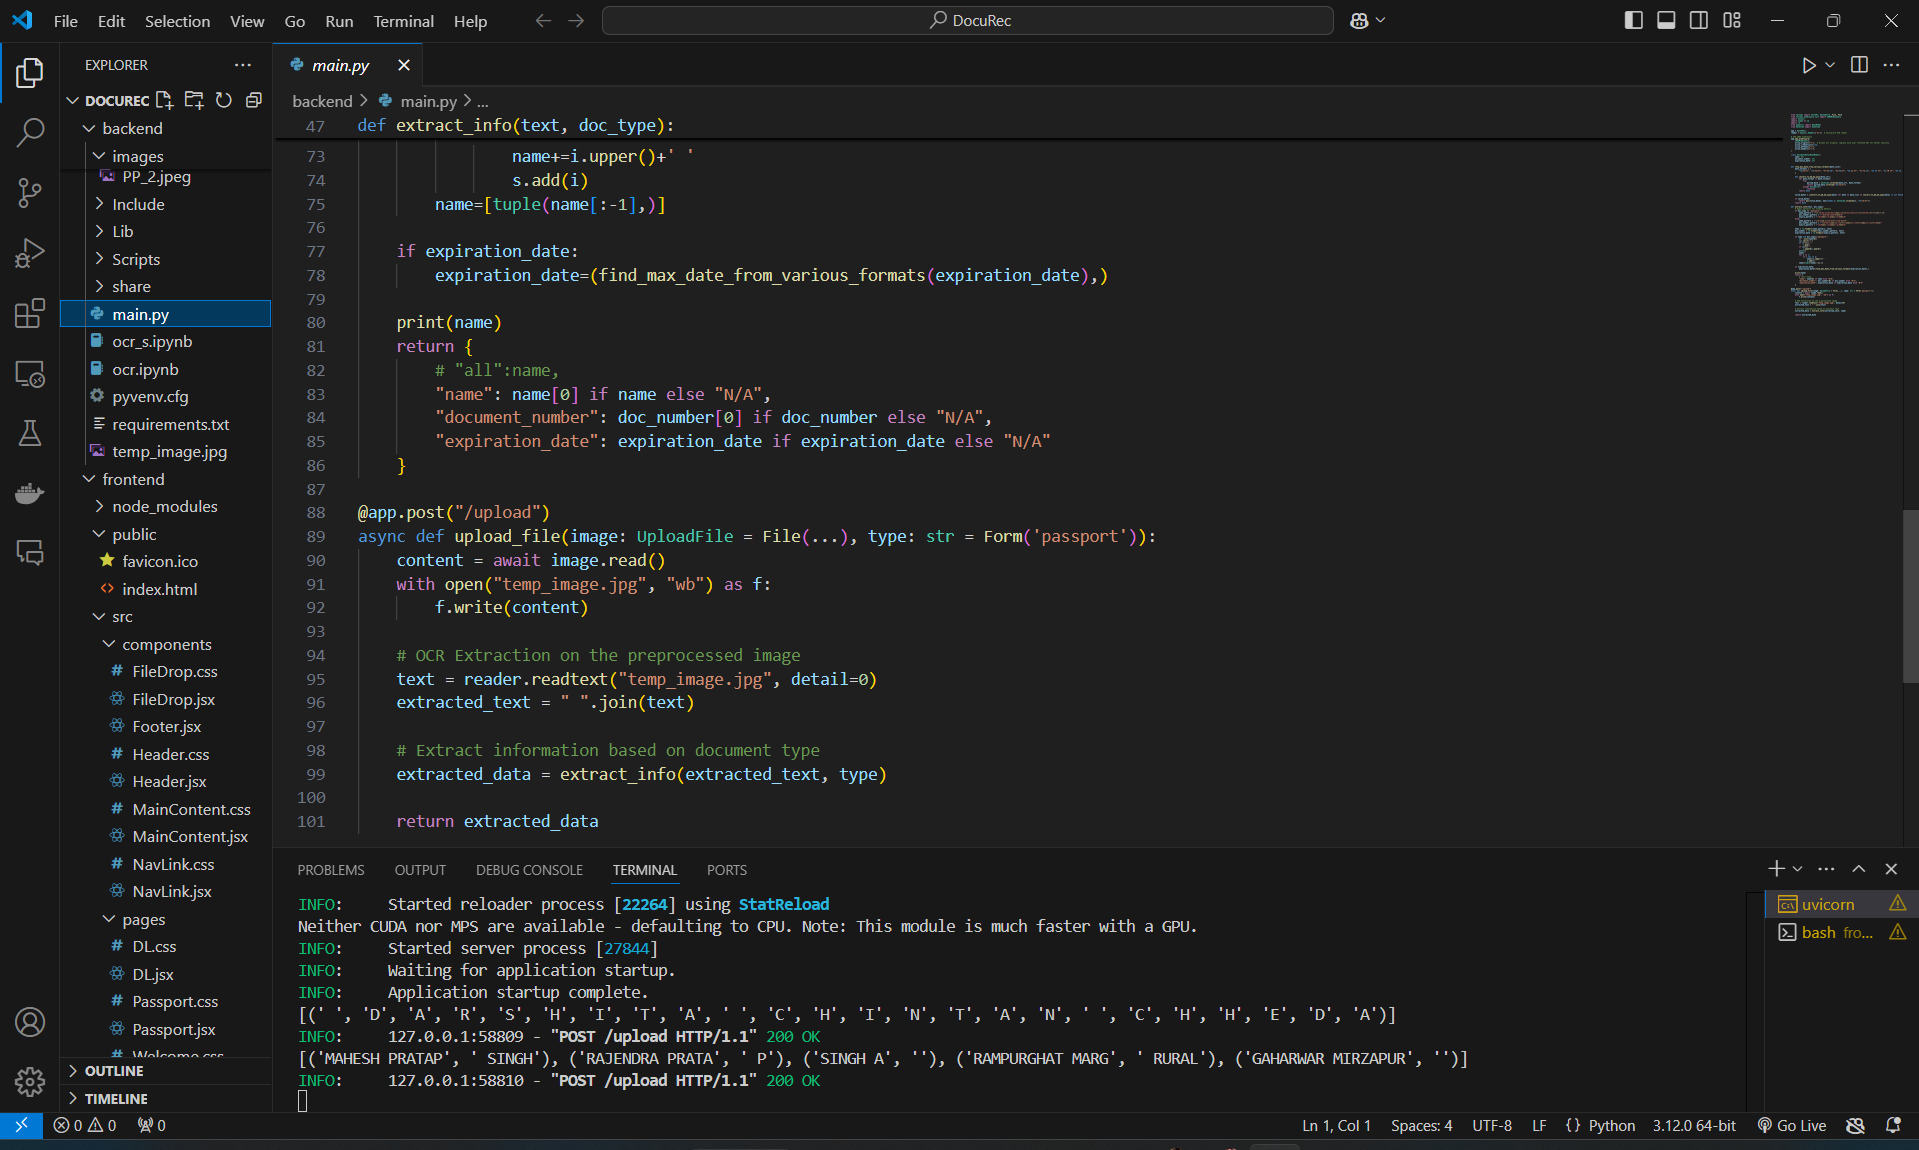 File Edit Selection View Go Run Terminal Help DocuRec
EXPLORER
DOCUREC
backend
images
PP_2.jpeg
Include
Lib
Scripts
share
main.py
ocr_s.ipynb
ocr.ipynb
pyvenv.cfg
requirements.txt
temp_image.jpg
frontend
node_modules
public
favicon.ico
index.html
src
components
FileDrop.css
FileDrop.jsx
Footer.jsx
Header.css
Header.jsx
MainContent.css
MainContent.jsx
NavLink.css
NavLink.jsx
pages
DL.css
DL.jsx
Passport.css
Passport.jsx
Welcome.css
OUTLINE
TIMELINE
main.py
backend > main.py > ...
47 def extract_info(text, doc_type):
73 name+=i.upper()+' '
74 s.add(i)
75 name=[tuple(name[:-1],)]
76
77 if expiration_date:
78 expiration_date=(find_max_date_from_various_formats(expiration_date),)
79
80 print(name)
81 return {
82 # "all":name,
83 "name": name[0] if name else "N/A",
84 "document_number": doc_number[0] if doc_number else "N/A",
85 "expiration_date": expiration_date if expiration_date else "N/A"
86 }
87
88 @app.post("/upload")
89 async def upload_file(image: UploadFile = File(...), type: str = Form('passport')):
90 content = await image.read()
91 with open("temp_image.jpg", "wb") as f:
92 f.write(content)
93
94 # OCR Extraction on the preprocessed image
95 text = reader.readtext("temp_image.jpg", detail=0)
96 extracted_text = " ".join(text)
97
98 # Extract information based on document type
99 extracted_data = extract_info(extracted_text, type)
100
101 return extracted_data
PROBLEMS OUTPUT DEBUG CONSOLE TERMINAL PORTS
INFO: Started reloader process [22264] using StatReload
Neither CUDA nor MPS are available - defaulting to CPU. Note: This module is much faster with a GPU.
INFO: Started server process [27844]
INFO: Waiting for application startup.
INFO: Application startup complete.
[(' ', 'D', 'A', 'R', 'S', 'H', 'I', 'T', 'A', ' ', 'C', 'H', 'I', 'N', 'T', 'A', 'N', ' ', 'C', 'H', 'H', 'E', 'D', 'A')]
INFO: 127.0.0.1:58809 - "POST /upload HTTP/1.1" 200 OK
[('MAHESH PRATAP', ' SINGH'), ('RAJENDRA PRATA', ' P'), ('SINGH A', ''), ('RAMPURGHAT MARG', ' RURAL'), ('GAHARWAR MIRZAPUR', '')]
INFO: 127.0.0.1:58810 - "POST /upload HTTP/1.1" 200 OK
uvicorn
bash fro...
0 0 0 Ln 1, Col 1 Spaces: 4 UTF-8 LF {} Python 3.12.0 64-bit Go Live